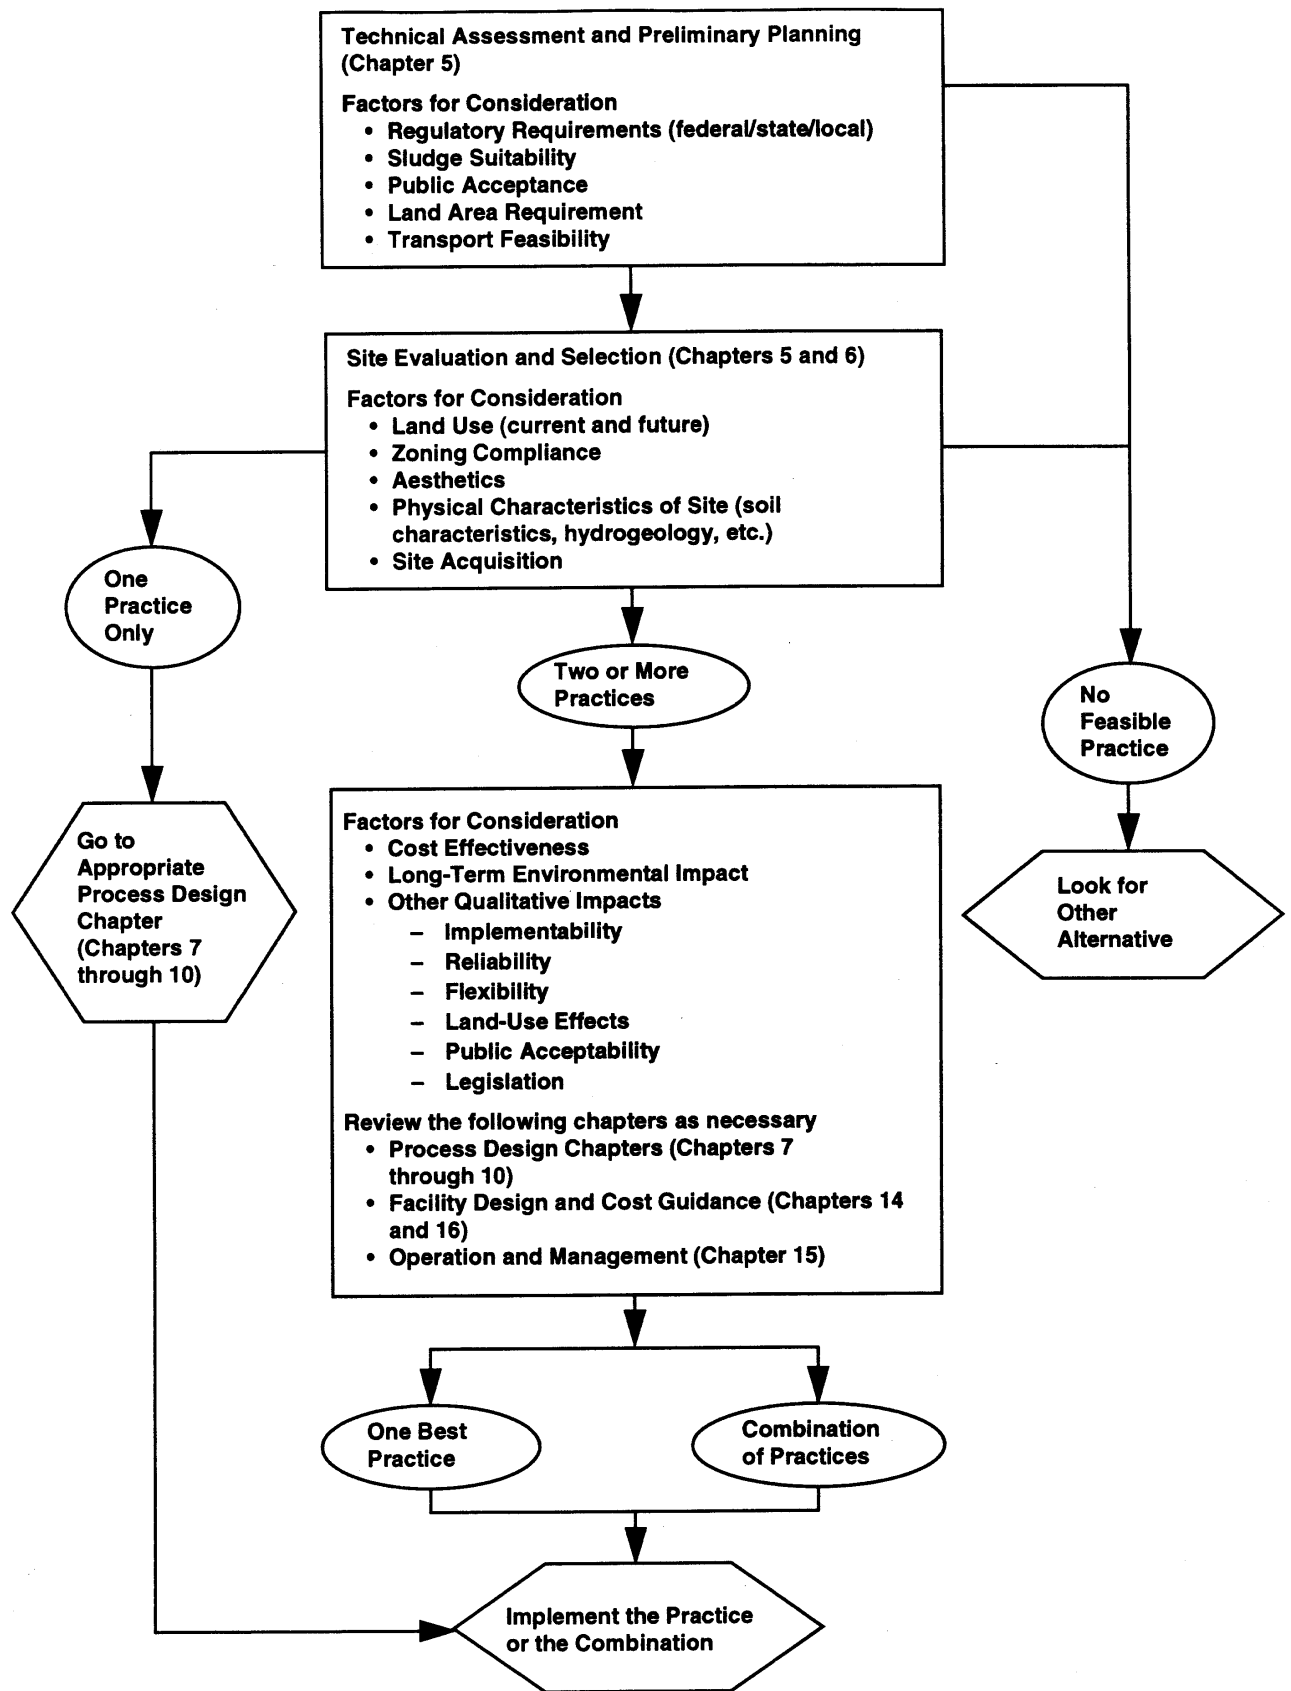 Technical Assessment and Preliminary Planning
(Chapter 5)
Factors for Consideration
• Regulatory Requirements (federal/state/local)
• Sludge Suitability
• Public Acceptance
• Land Area Requirement
• Transport Feasibility
Site Evaluation and Selection (Chapters 5 and 6)
Factors for Consideration
• Land Use (current and future)
• Zoning Compliance
• Aesthetics
• Physical Characteristics of Site (soil
characteristics, hydrogeology, etc.)
• Site Acquisition
One
Practice
Only
Two or More
Practices
No
Feasible
Practice
Go to
Appropriate
Process Design
Chapter
(Chapters 7
through 10)
Factors for Consideration
• Cost Effectiveness
• Long-Term Environmental Impact
• Other Qualitative Impacts
– Implementability
– Reliability
– Flexibility
– Land-Use Effects
– Public Acceptability
– Legislation
Review the following chapters as necessary
• Process Design Chapters (Chapters 7
through 10)
• Facility Design and Cost Guidance (Chapters 14
and 16)
• Operation and Management (Chapter 15)
Look for
Other
Alternative
One Best
Practice
Combination
of Practices
Implement the Practice
or the Combination